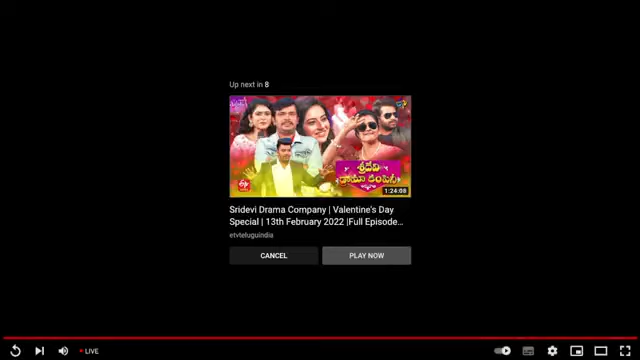 Up next in 8
శ్రీదేవి
డ్రామా కంపెనీ
1:24:08
Sridevi Drama Company | Valentine's Day
Special | 13th February 2022 |Full Episode...
etvteluguindia
CANCEL
PLAY NOW
LIVE